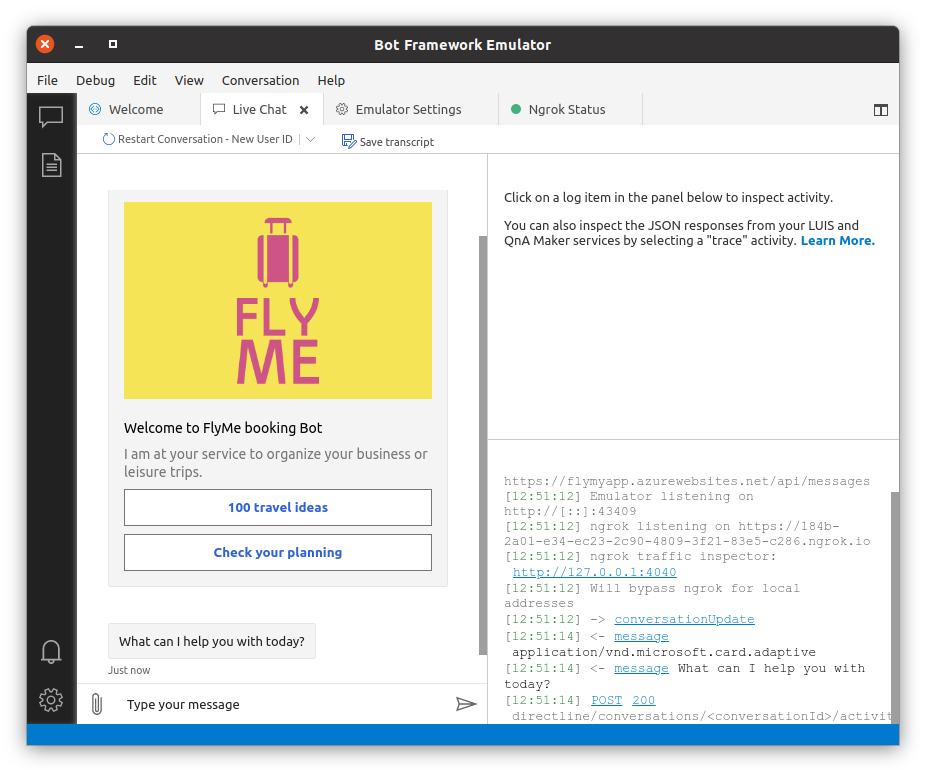 Bot Framework Emulator
File Debug Edit View Conversation Help
Welcome Live Chat Emulator Settings Ngrok Status
Restart Conversation - New User ID Save transcript
FLY
ME
Welcome to FlyMe booking Bot
I am at your service to organize your business or
leisure trips.
100 travel ideas
Check your planning
What can I help you with today?
Just now
Type your message
Click on a log item in the panel below to inspect activity.
You can also inspect the JSON responses from your LUIS and
QnA Maker services by selecting a "trace" activity. Learn More.
https://flymyapp.azurewebsites.net/api/messages
[12:51:12] Emulator listening on
http://[::]:43409
[12:51:12] ngrok listening on https://184b-
2a01-e34-ec23-2c90-4809-3f21-83e5-c286.ngrok.io
[12:51:12] ngrok traffic inspector:
http://127.0.0.1:4040
[12:51:12] Will bypass ngrok for local
addresses
[12:51:12] -> conversationUpdate
[12:51:14] <- message
application/vnd.microsoft.card.adaptive
[12:51:14] <- message What can I help you with
today?
[12:51:14] POST 200
directline/conversations/<conversationId>/activit